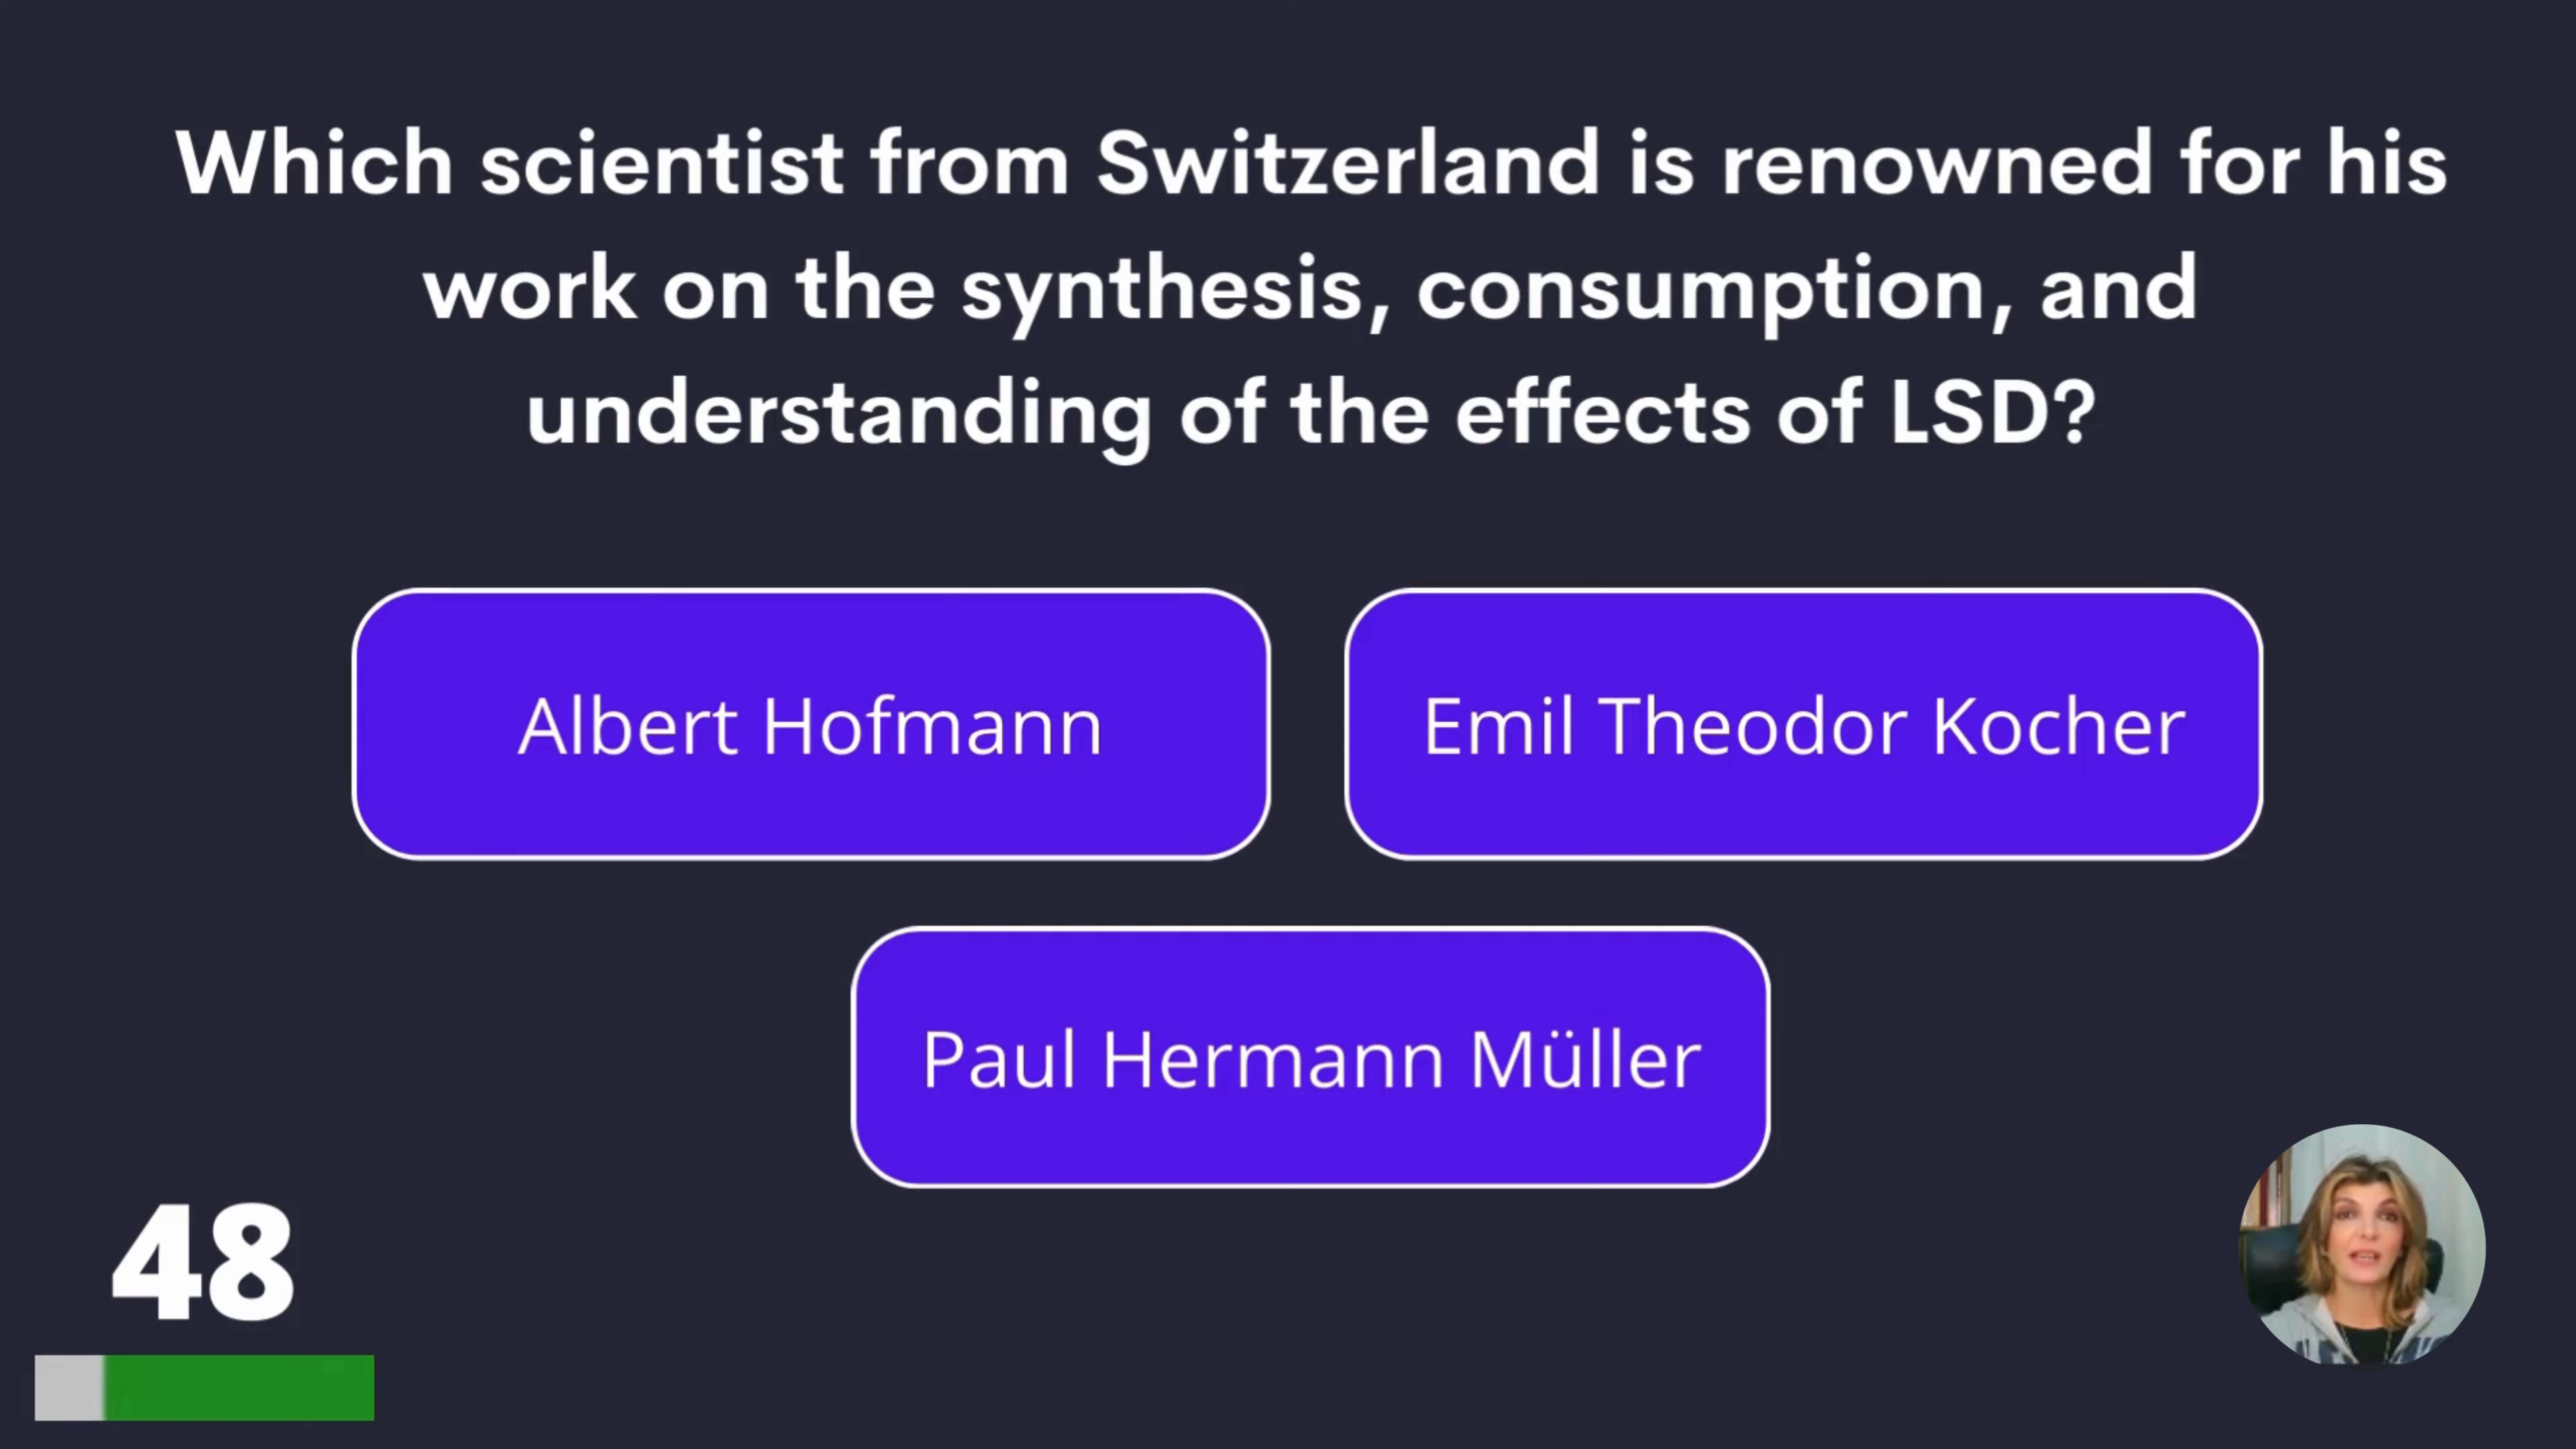 Which scientist from Switzerland is renowned for his
work on the synthesis, consumption, and
understanding of the effects of LSD?
Albert Hofmann
Emil Theodor Kocher
Paul Hermann Müller
48